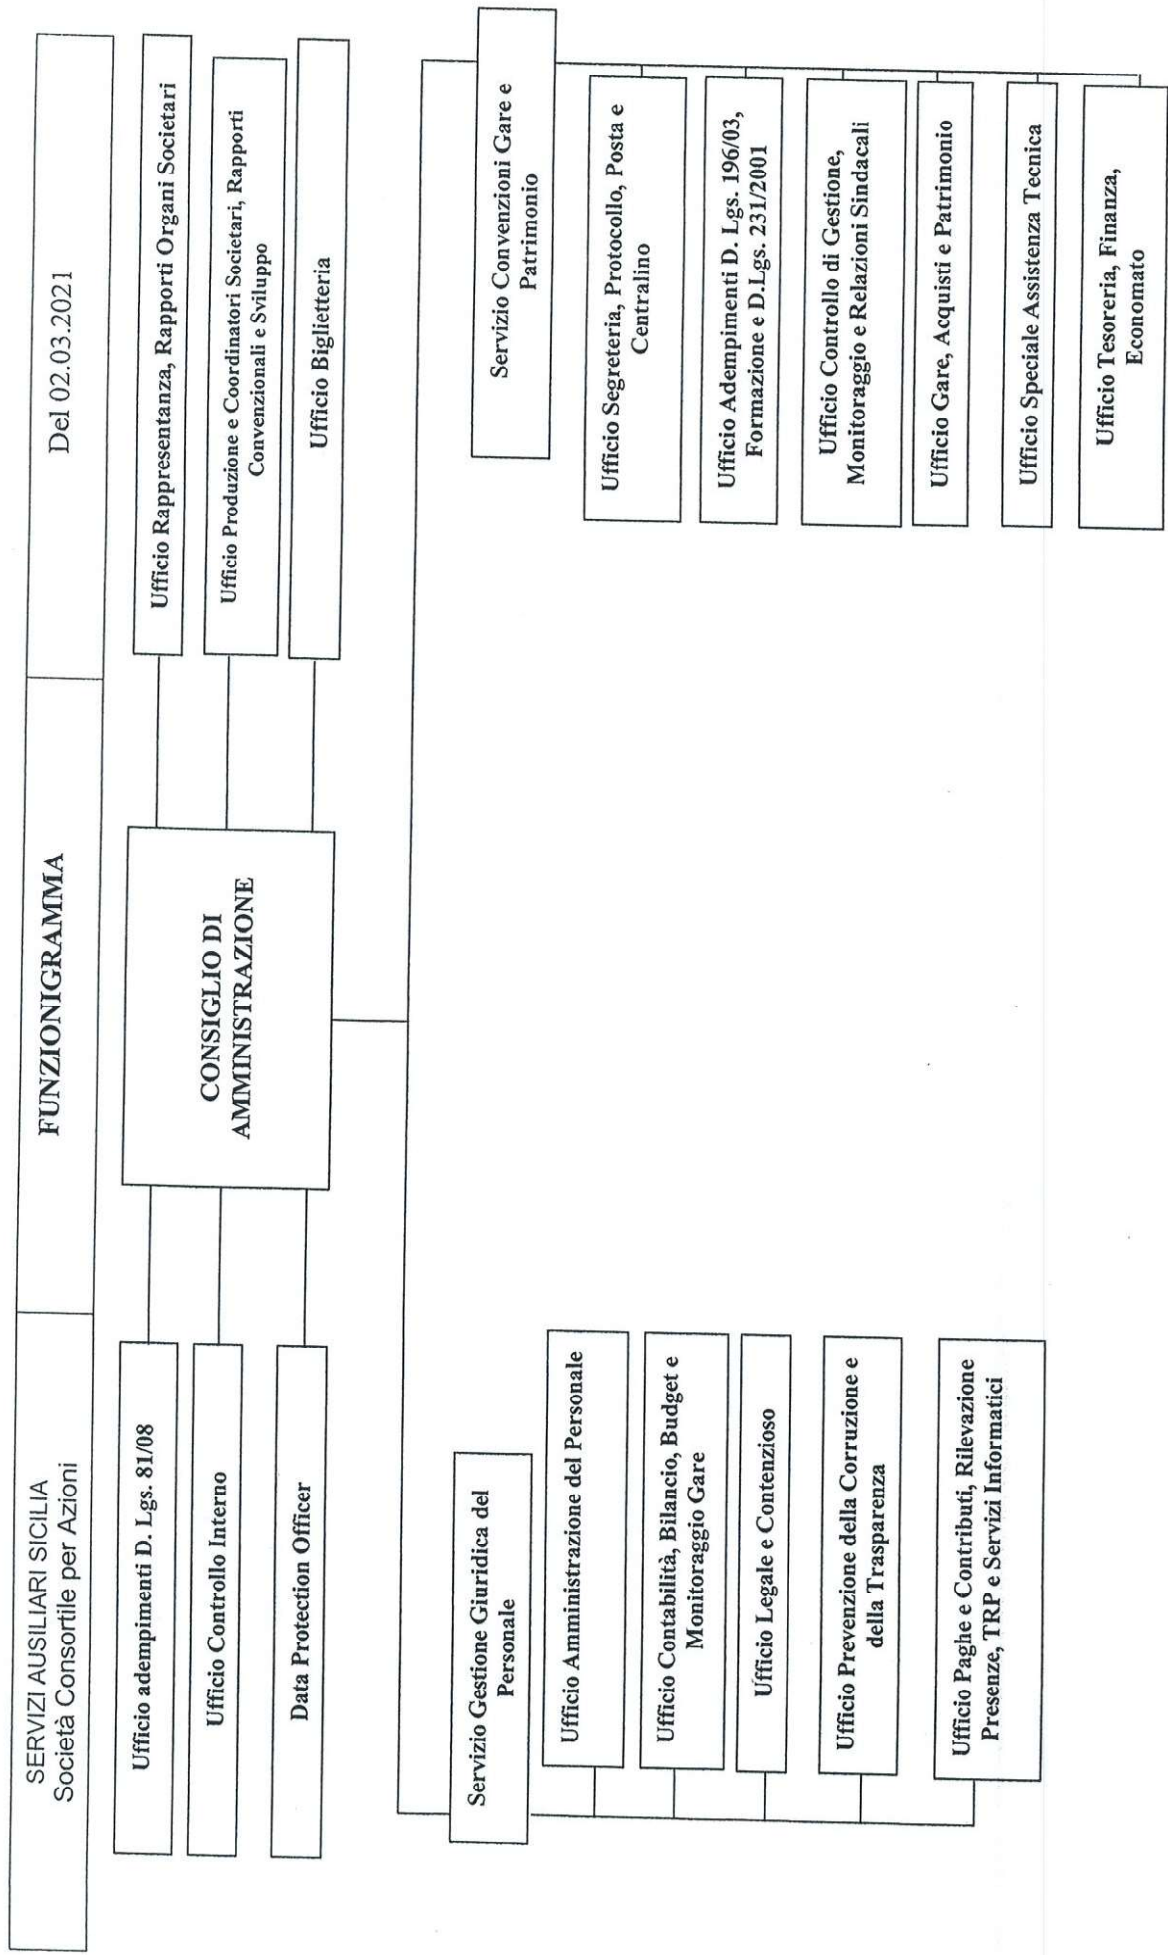 SERVIZI AUSILIARI SICILIA
Società Consortile per Azioni
FUNZIONIGRAMMA
Del 02.03.2021
Ufficio adempimenti D. Lgs. 81/08
Ufficio Controllo Interno
Data Protection Officer
CONSIGLIO DI
AMMINISTRAZIONE
Ufficio Rappresentanza, Rapporti Organi Societari
Ufficio Produzione e Coordinatori Societari, Rapporti
Convenzionali e Sviluppo
Ufficio Biglietteria
Servizio Gestione Giuridica del
Personale
Ufficio Amministrazione del Personale
Ufficio Contabilità, Bilancio, Budget e
Monitoraggio Gare
Ufficio Legale e Contenzioso
Ufficio Prevenzione della Corruzione e
della Trasparenza
Ufficio Paghe e Contributi, Rilevazione
Presenze, TRP e Servizi Informatici
Servizio Convenzioni Gare e
Patrimonio
Ufficio Segreteria, Protocollo, Posta e
Centralino
Ufficio Adempimenti D. Lgs. 196/03,
Formazione e D.Lgs. 231/2001
Ufficio Controllo di Gestione,
Monitoraggio e Relazioni Sindacali
Ufficio Gare, Acquisti e Patrimonio
Ufficio Speciale Assistenza Tecnica
Ufficio Tesoreria, Finanza,
Economato